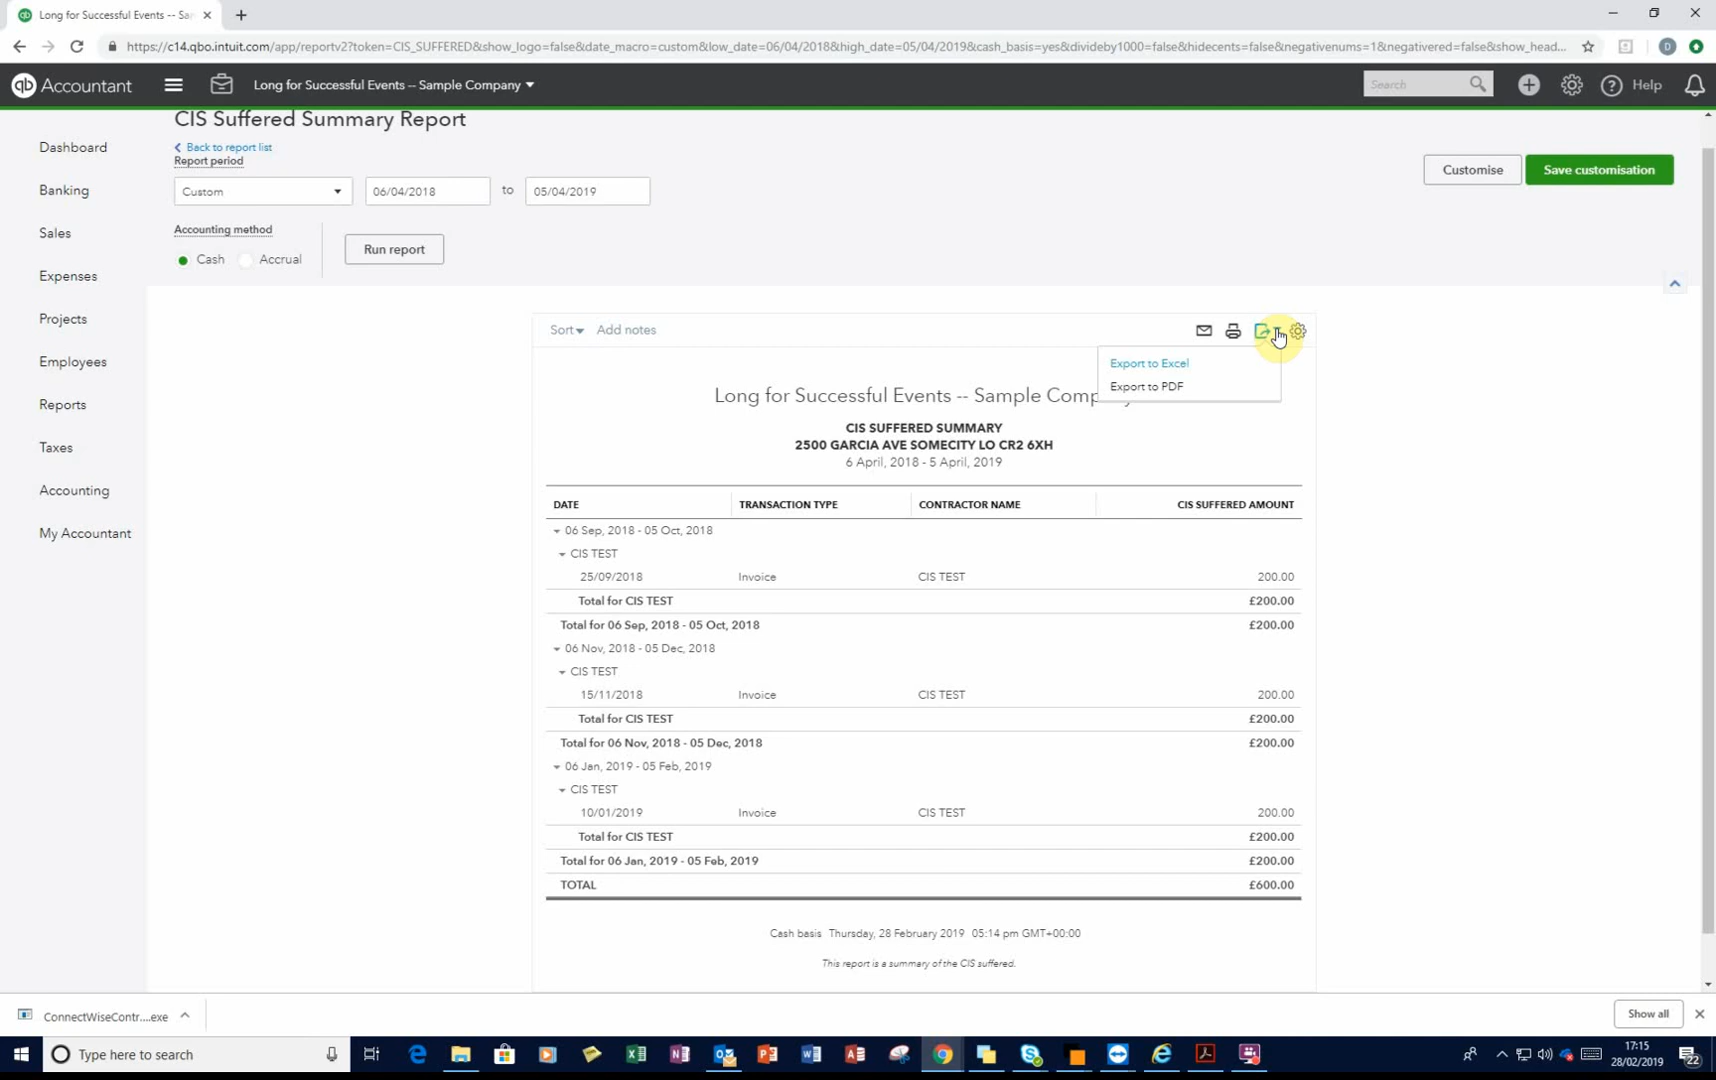 Long for Successful Events -- Sa
https://c14.qbo.intuit.com/app/reportv2?token=CIS_SUFFERED&show_logo=false&date_macro=custom&low_date=06/04/2018&high_date=05/04/2019&cash_basis=yes&divideby1000=false&hidecents=false&negativenums=1&negativered=false&show_head...
D
qb Accountant
Long for Successful Events -- Sample Company
Search
Help
CIS Suffered Summary Report
Back to report list
Report period
Custom
06/04/2018
to
05/04/2019
Customise
Save customisation
Accounting method
Cash
Accrual
Run report
Dashboard
Banking
Sales
Expenses
Projects
Employees
Reports
Taxes
Accounting
My Accountant
Sort
Add notes
Export to Excel
Export to PDF
Long for Successful Events -- Sample Comp
CIS SUFFERED SUMMARY
2500 GARCIA AVE SOMECITY LO CR2 6XH
6 April, 2018 - 5 April, 2019
DATE TRANSACTION TYPE CONTRACTOR NAME CIS SUFFERED AMOUNT
06 Sep, 2018 - 05 Oct, 2018
CIS TEST
25/09/2018 Invoice CIS TEST 200.00
Total for CIS TEST £200.00
Total for 06 Sep, 2018 - 05 Oct, 2018 £200.00
06 Nov, 2018 - 05 Dec, 2018
CIS TEST
15/11/2018 Invoice CIS TEST 200.00
Total for CIS TEST £200.00
Total for 06 Nov, 2018 - 05 Dec, 2018 £200.00
06 Jan, 2019 - 05 Feb, 2019
CIS TEST
10/01/2019 Invoice CIS TEST 200.00
Total for CIS TEST £200.00
Total for 06 Jan, 2019 - 05 Feb, 2019 £200.00
TOTAL £600.00
Cash basis Thursday, 28 February 2019 05:14 pm GMT+00:00
This report is a summary of the CIS suffered.
ConnectWiseContr....exe
Show all
Type here to search
17:15
28/02/2019
22